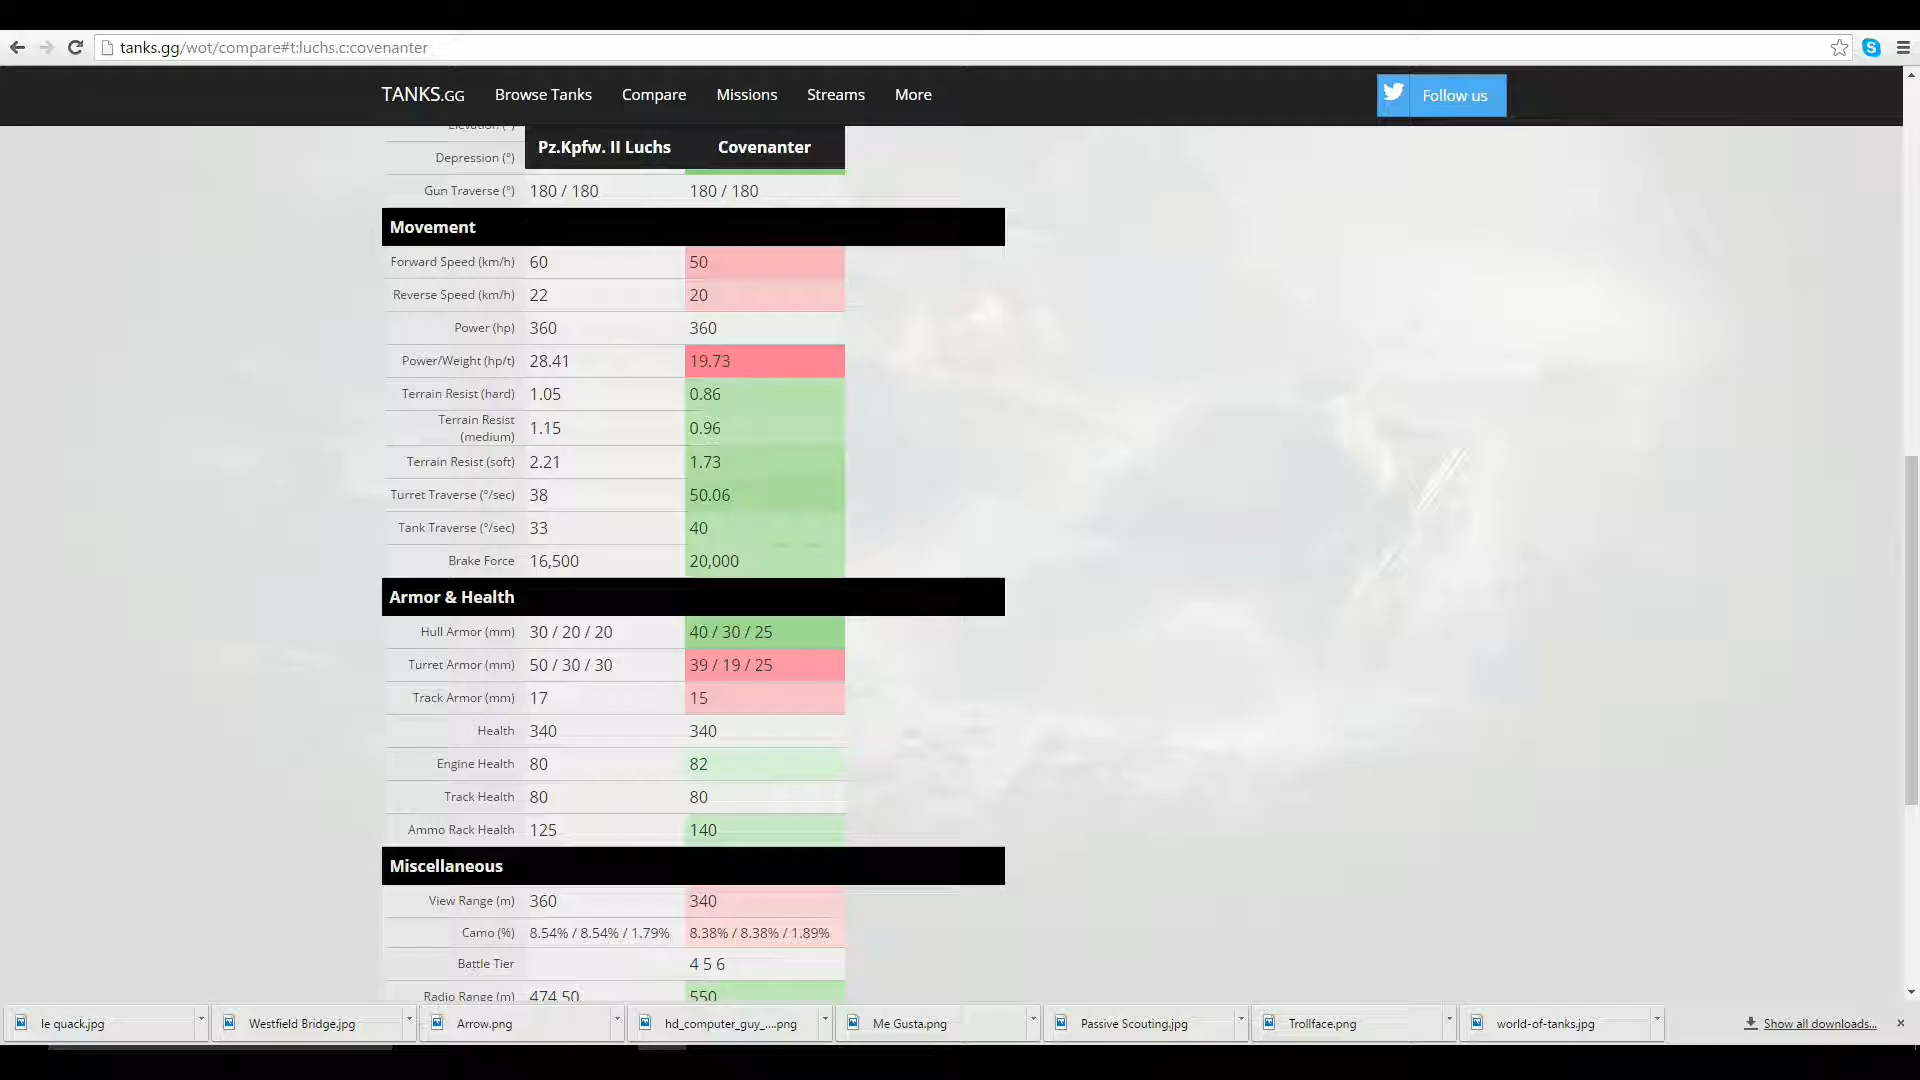 tanks.gg/wot/compare#t:luchs.c:covenanter
TANKS.GG Browse Tanks Compare Missions Streams More Follow us
Pz.Kpfw. II Luchs Covenanter
Depression (°)
Gun Traverse (°) 180 / 180 180 / 180
Movement
Forward Speed (km/h) 60 50
Reverse Speed (km/h) 22 20
Power (hp) 360 360
Power/Weight (hp/t) 28.41 19.73
Terrain Resist (hard) 1.05 0.86
Terrain Resist
(medium) 1.15 0.96
Terrain Resist (soft) 2.21 1.73
Turret Traverse (°/sec) 38 50.06
Tank Traverse (°/sec) 33 40
Brake Force 16,500 20,000
Armor & Health
Hull Armor (mm) 30 / 20 / 20 40 / 30 / 25
Turret Armor (mm) 50 / 30 / 30 39 / 19 / 25
Track Armor (mm) 17 15
Health 340 340
Engine Health 80 82
Track Health 80 80
Ammo Rack Health 125 140
Miscellaneous
View Range (m) 360 340
Camo (%) 8.54% / 8.54% / 1.79% 8.38% / 8.38% / 1.89%
Battle Tier 4 5 6
Radio Range (m) 474.50 550
le quack.jpg Westfield Bridge.jpg Arrow.png hd_computer_guy_....png Me Gusta.png Passive Scouting.jpg Trollface.png world-of-tanks.jpg Show all downloads...